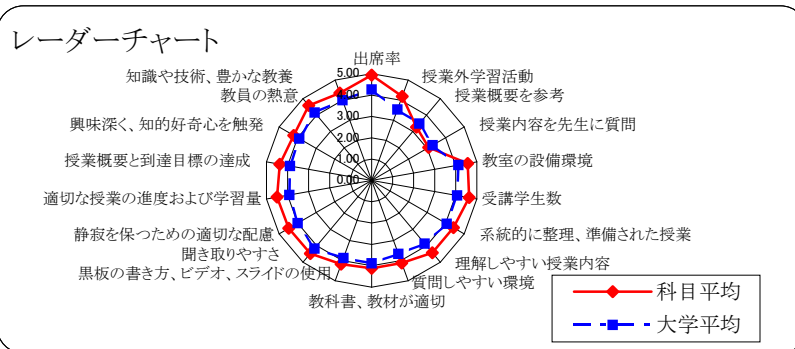 レーダーチャート
出席率
授業外学習活動
授業概要を参考
授業内容を先生に質問
教室の設備環境
受講学生数
系統的に整理、準備された授業
理解しやすい授業内容
質問しやすい環境
教科書、教材が適切
黒板の書き方、ビデオ、スライドの使用
聞き取りやすさ
静寂を保つための適切な配慮
適切な授業の進度および学習量
授業概要と到達目標の達成
興味深く、知的好奇心を触発
教員の熱意
知識や技術、豊かな教養
5.00
4.00
3.00
2.00
1.00
0.00
科目平均
大学平均